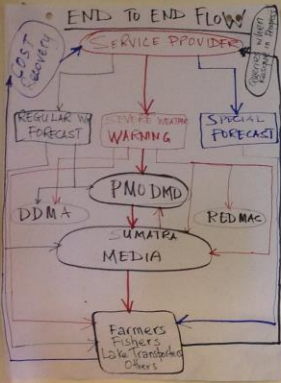 END TO END FLOW
COST
Recovery
SERVICE PROVIDER
REGULAR
FORECAST
SEVERE WEATHER
WARNING
SPECIAL
FORECAST
PMO DMD
DDMA
REDMAC
SUMATRA
MEDIA
Farmers
Fishers
Lake Transporters
Others